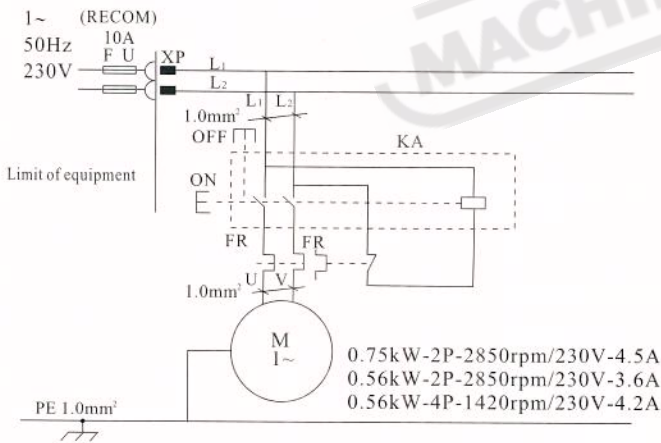 1~ (RECOM)
50Hz 10A
F U
230V XP L1
L2
L1 L2
1.0mm²
OFF
KA
Limit of equipment
ON
FR FR
U V
1.0mm²
M
1~
0.75kW-2P-2850rpm/230V-4.5A
0.56kW-2P-2850rpm/230V-3.6A
0.56kW-4P-1420rpm/230V-4.2A
PE 1.0mm²